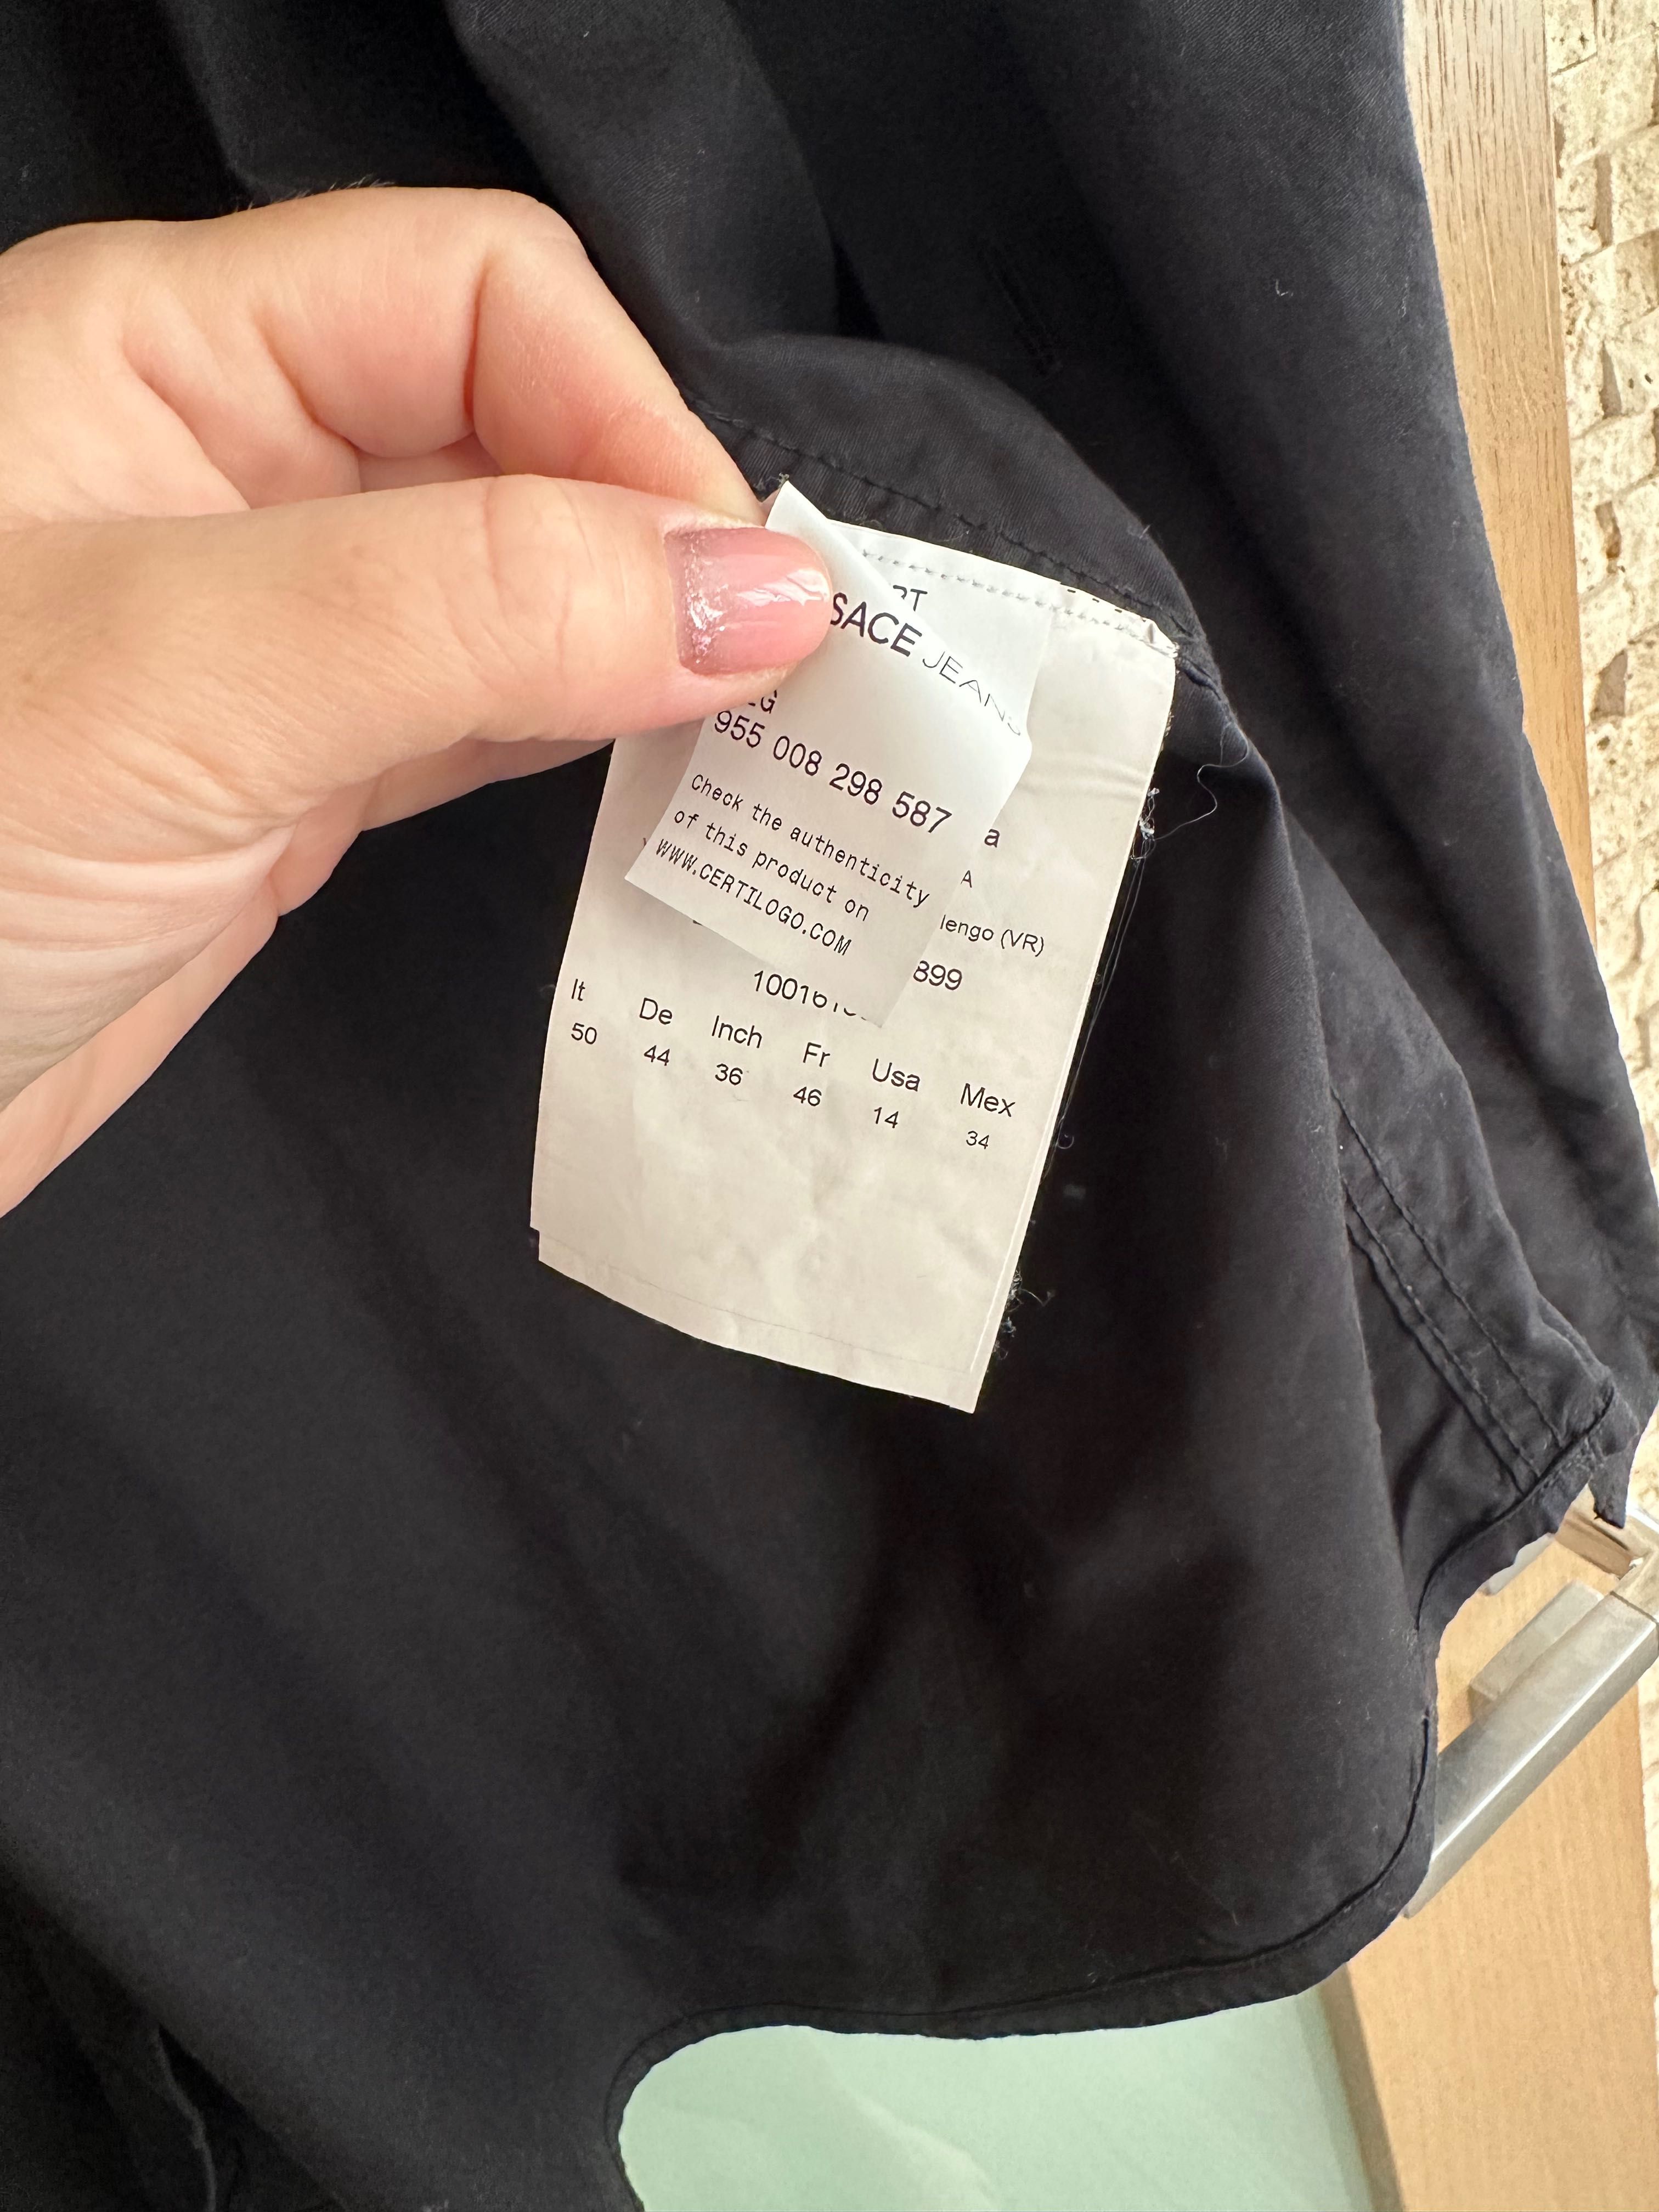 SACE JEANS
955 008 298 587
Check the authenticity
of this product on
WWW.CERTILOGO.COM
(VR)
899
It De Inch Fr Usa Mex
50 44 36 46 14 34